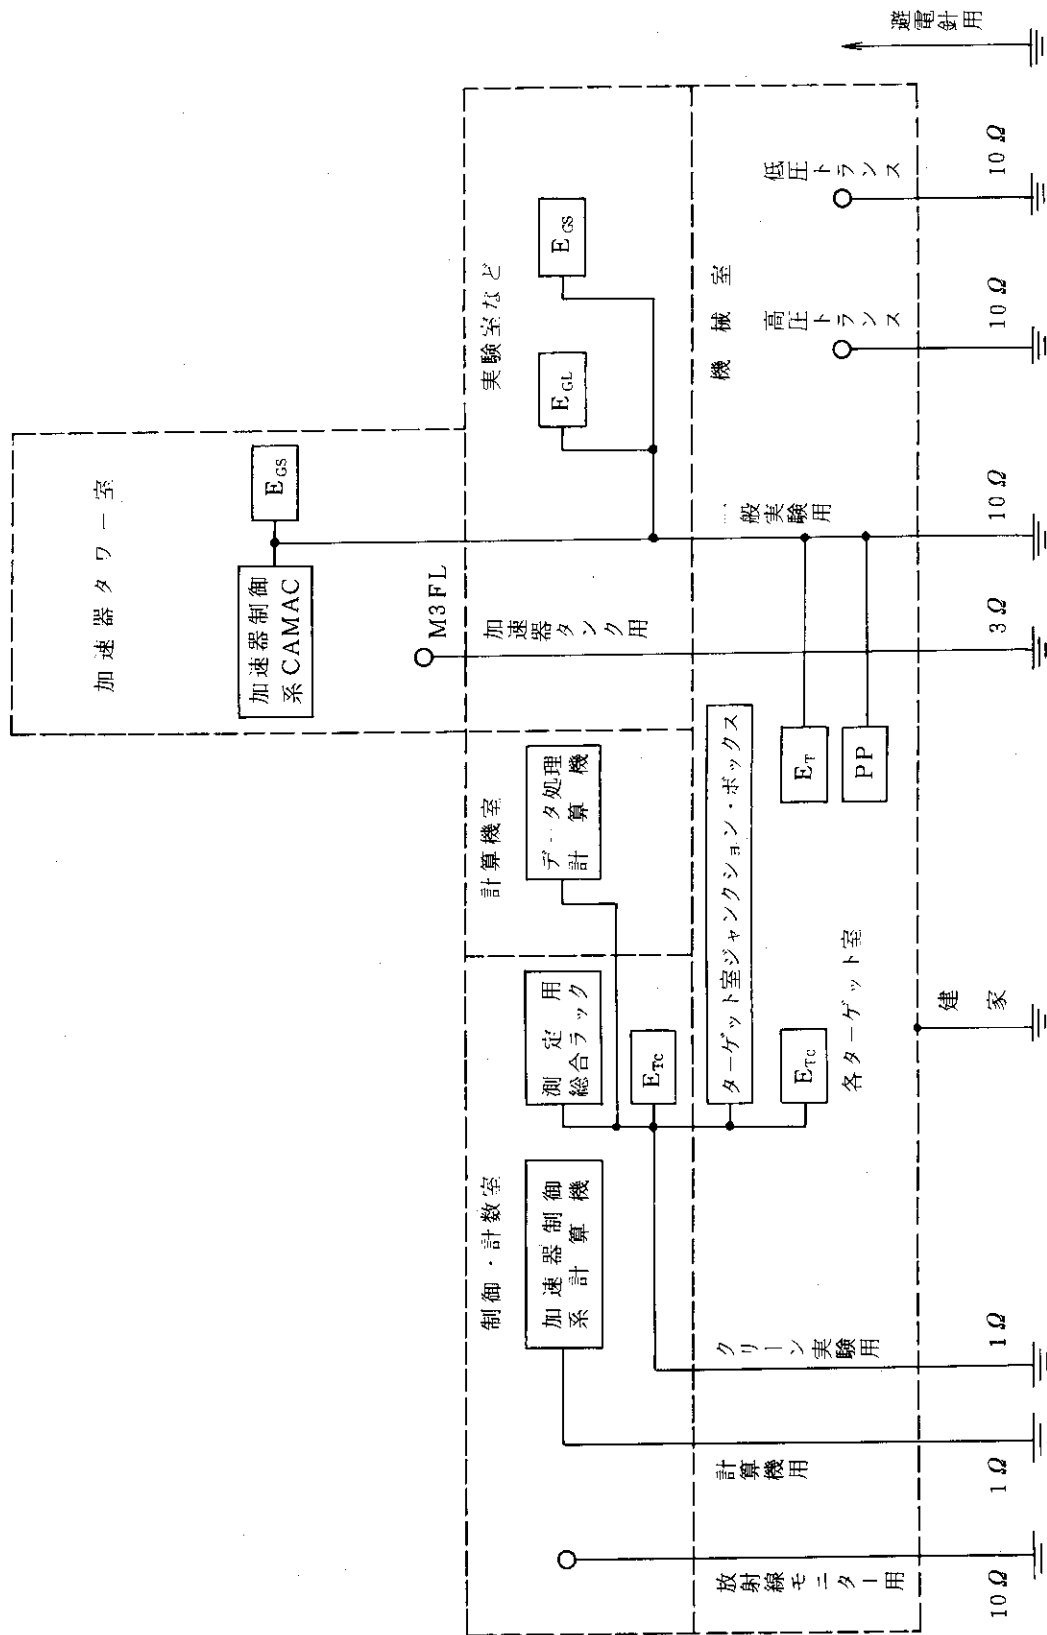 加速器タワー室
加速器制御
系CAMAC
E_GS
M3FL
制御・計数室
加速器制御
系計算機
測定用
総合ラック
E_TC
計算機室
データ処理
計算機
加速器タンク用
実験室など
E_GL
E_GS
放射線モニター用
計算機用
クリーン実験用
ターゲット室ジャンクション・ボックス
E_TC
各ターゲット室
E_T
PP
一般実験用
機械室
高圧トランス
低圧トランス
避電針用
建家
10Ω
1Ω
1Ω
3Ω
10Ω
10Ω
10Ω